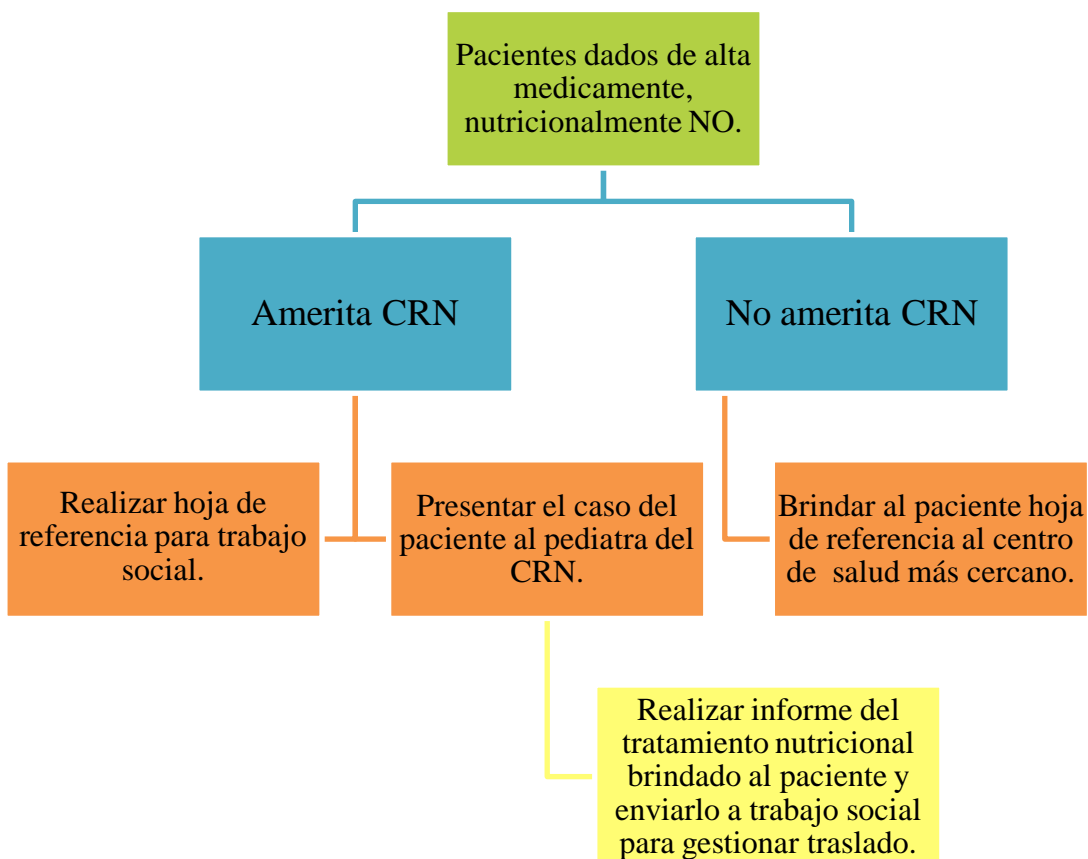 Pacientes dados de alta
medicamente,
nutricionalmente NO.
Amerita CRN
No amerita CRN
Realizar hoja de
referencia para trabajo
social.
Presentar el caso del
paciente al pediatra del
CRN.
Brindar al paciente hoja
de referencia al centro
de salud más cercano.
Realizar informe del
tratamiento nutricional
brindado al paciente y
enviarlo a trabajo social
para gestionar traslado.